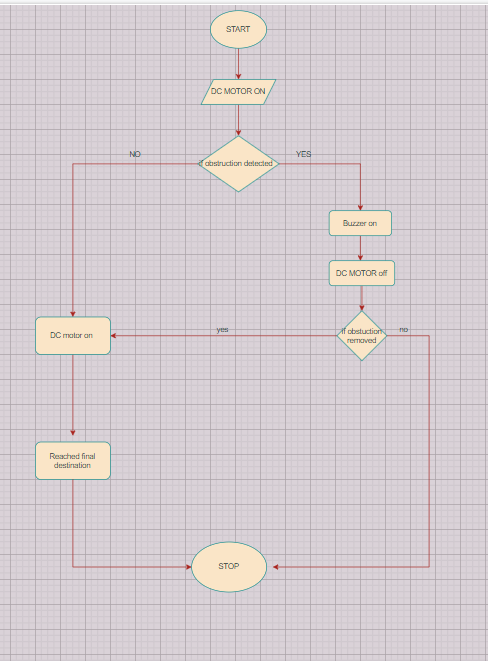 START
DC MOTOR ON
NO
YES
if obstruction detected
Buzzer on
DC MOTOR off
DC motor on
yes
if obstuction
removed
no
Reached final
destination
STOP